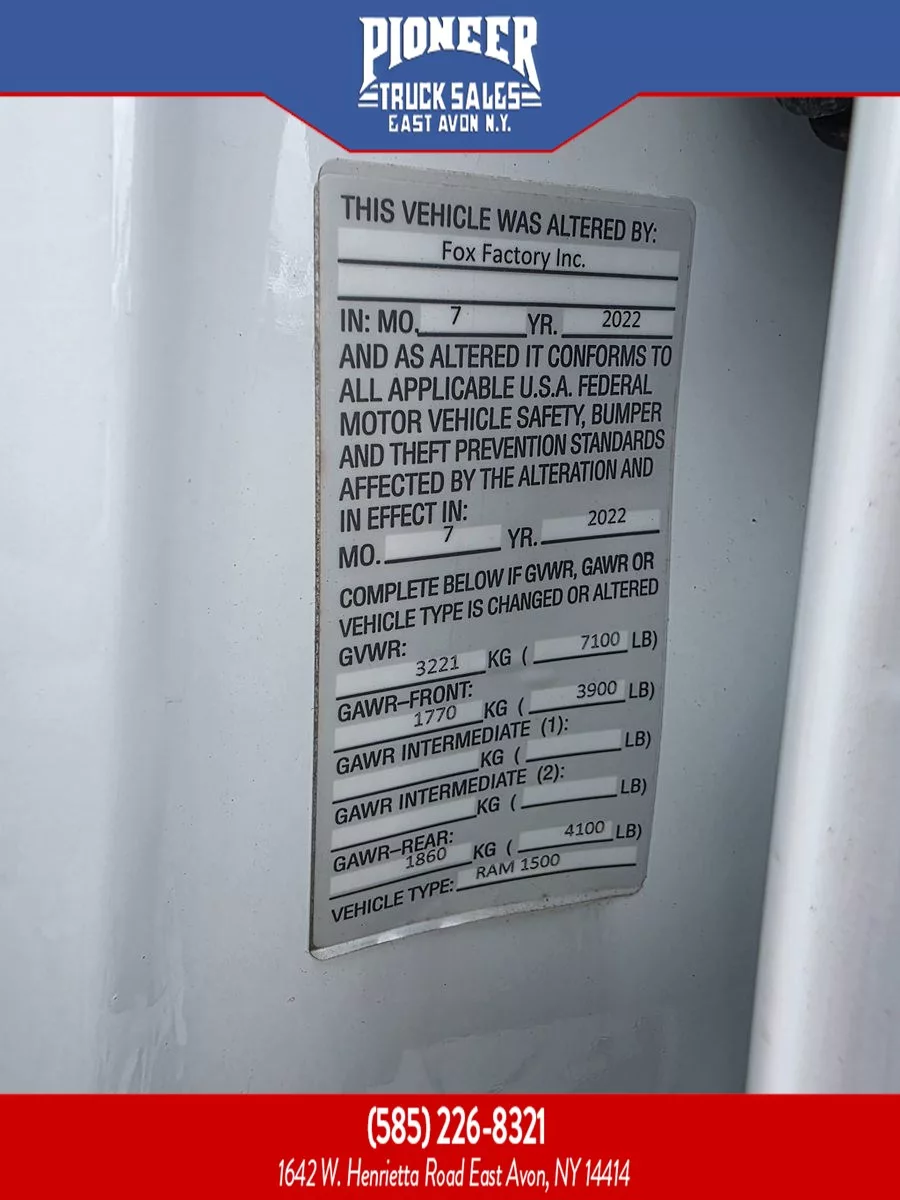 PIONEER
TRUCK SALES
EAST AVON N.Y.
THIS VEHICLE WAS ALTERED BY:
Fox Factory Inc.
IN: MO. 7 YR. 2022
AND AS ALTERED IT CONFORMS TO
ALL APPLICABLE U.S.A. FEDERAL
MOTOR VEHICLE SAFETY, BUMPER
AND THEFT PREVENTION STANDARDS
AFFECTED BY THE ALTERATION AND
IN EFFECT IN:
MO. 7 YR. 2022
COMPLETE BELOW IF GVWR, GAWR OR
VEHICLE TYPE IS CHANGED OR ALTERED
GVWR:
3221 KG ( 7100 LB)
GAWR–FRONT:
1770 KG ( 3900 LB)
GAWR INTERMEDIATE (1):
KG ( LB)
GAWR INTERMEDIATE (2):
KG ( LB)
GAWR–REAR:
1860 KG ( 4100 LB)
VEHICLE TYPE: RAM 1500
(585) 226-8321
1642 W. Henrietta Road East Avon, NY 14414